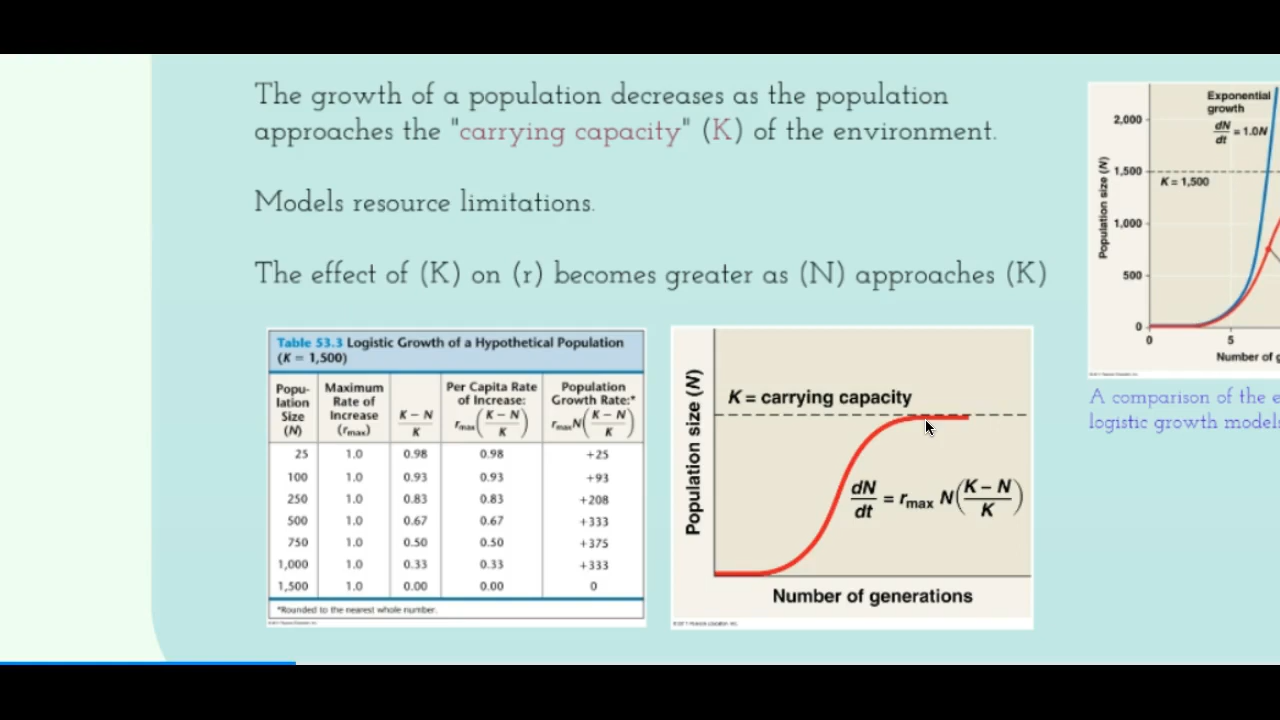 The growth of a population decreases as the population
approaches the "carrying capacity" (K) of the environment.
Models resource limitations.
The effect of (K) on (r) becomes greater as (N) approaches (K)
Table 53.3 Logistic Growth of a Hypothetical Population
(K = 1,500)
Popu-
lation
Size
(N)
Maximum
Rate of
Increase
(rmax)
K − N
K
Per Capita Rate
of Increase:
rmax(K − N / K)
Population
Growth Rate:*
rmaxN(K − N / K)
25 1.0 0.98 0.98 +25
100 1.0 0.93 0.93 +93
250 1.0 0.83 0.83 +208
500 1.0 0.67 0.67 +333
750 1.0 0.50 0.50 +375
1,000 1.0 0.33 0.33 +333
1,500 1.0 0.00 0.00 0
*Rounded to the nearest whole number.
Population size (N)
K = carrying capacity
dN/dt = rmax N(K − N / K)
Number of generations
Exponential
growth
dN/dt = 1.0N
Population size (N)
2,000
1,500
K = 1,500
1,000
500
0
0 5
Number of g
A comparison of the e
logistic growth models